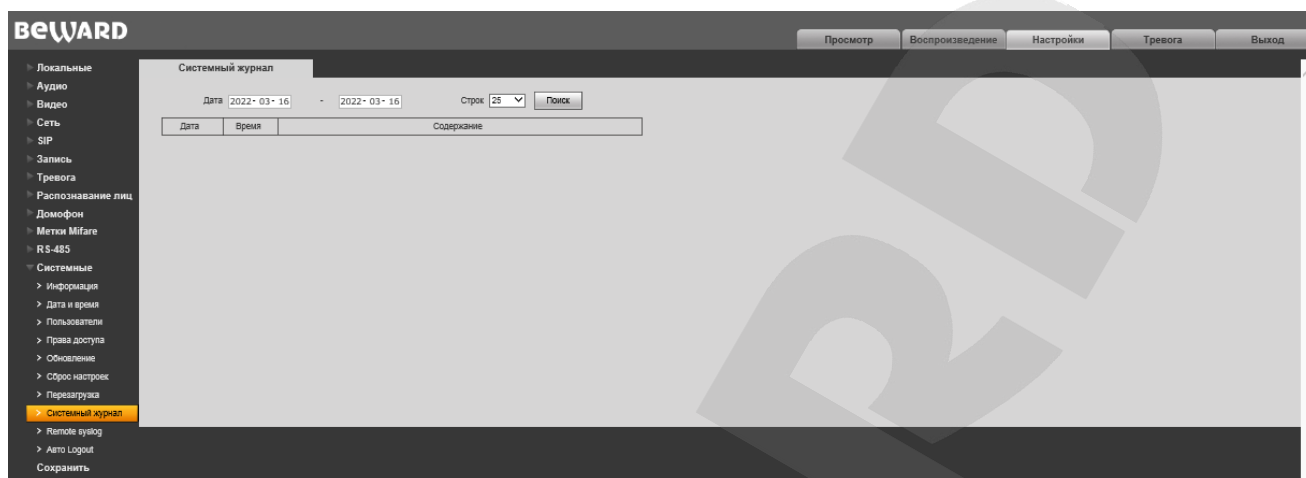 BEWARD
Просмотр Воспроизведение Настройки Тревога Выход
Локальные
Аудио
Видео
Сеть
SIP
Запись
Тревога
Распознавание лиц
Домофон
Метки Mifare
RS-485
Системные
> Информация
> Дата и время
> Пользователи
> Права доступа
> Обновление
> Сброс настроек
> Перезагрузка
> Системный журнал
> Remote syslog
> Авто Logout
Сохранить
Системный журнал
Дата 2022-03-16 - 2022-03-16 Строк 25 Поиск
Дата Время Содержание
RD